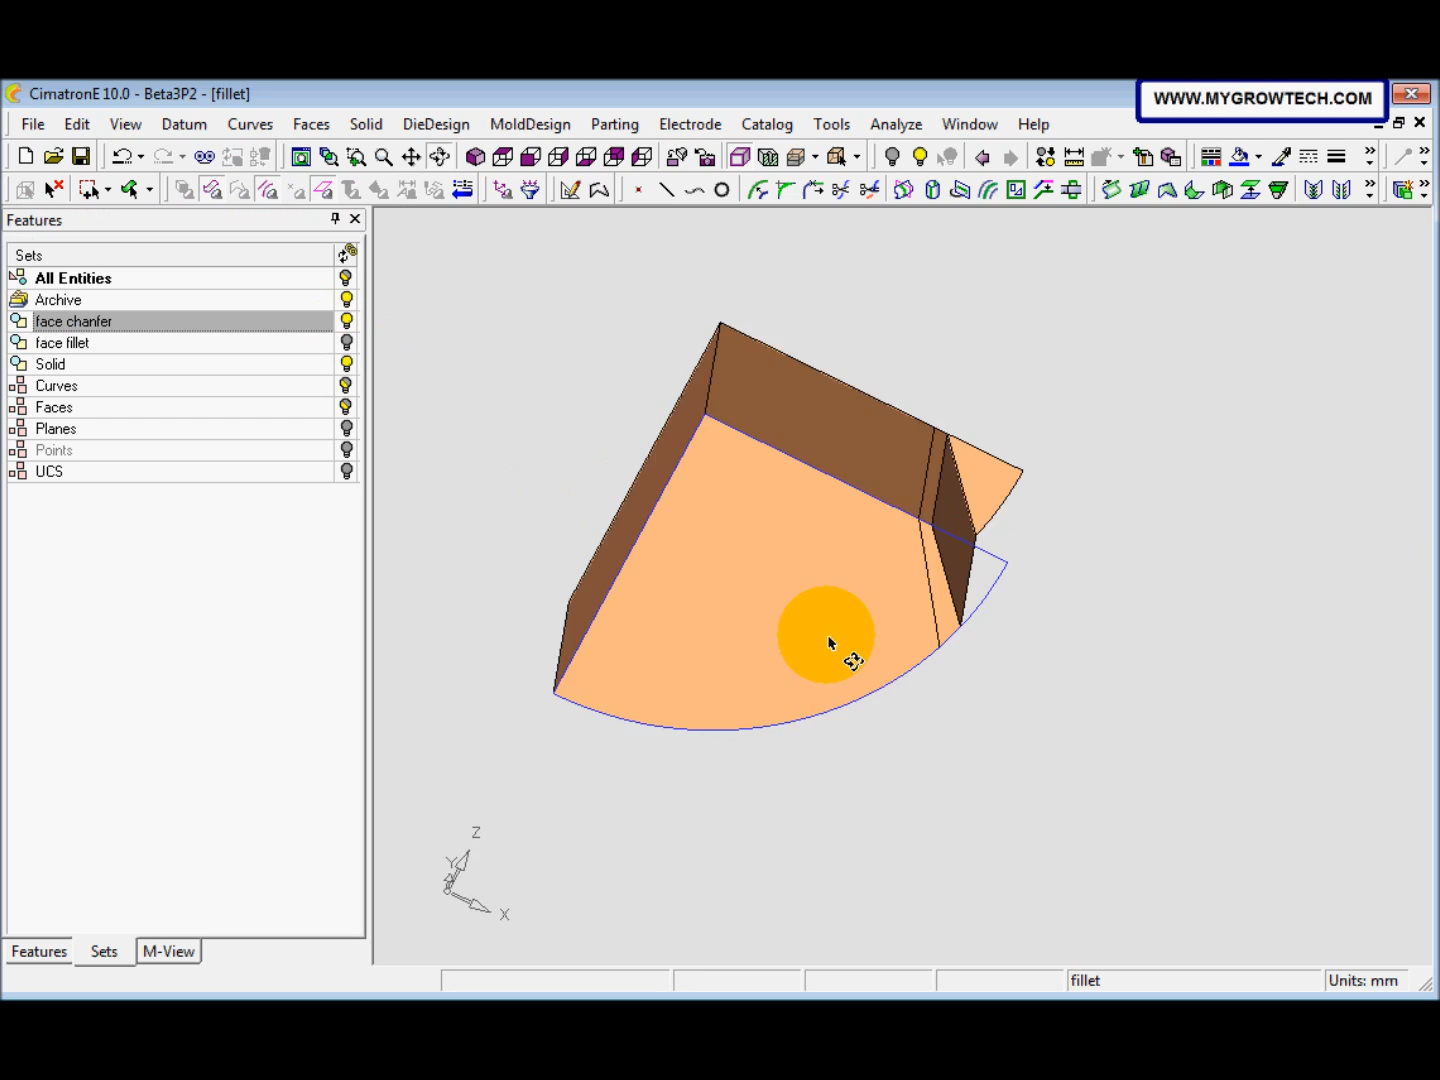 CimatronE 10.0 - Beta3P2 - [fillet]
WWW.MYGROWTECH.COM
File Edit View Datum Curves Faces Solid DieDesign MoldDesign Parting Electrode Catalog Tools Analyze Window Help
Features
Sets
All Entities
Archive
face chanfer
face fillet
Solid
Curves
Faces
Planes
Points
UCS
Z
Y
X
Features Sets M-View
fillet
Units: mm